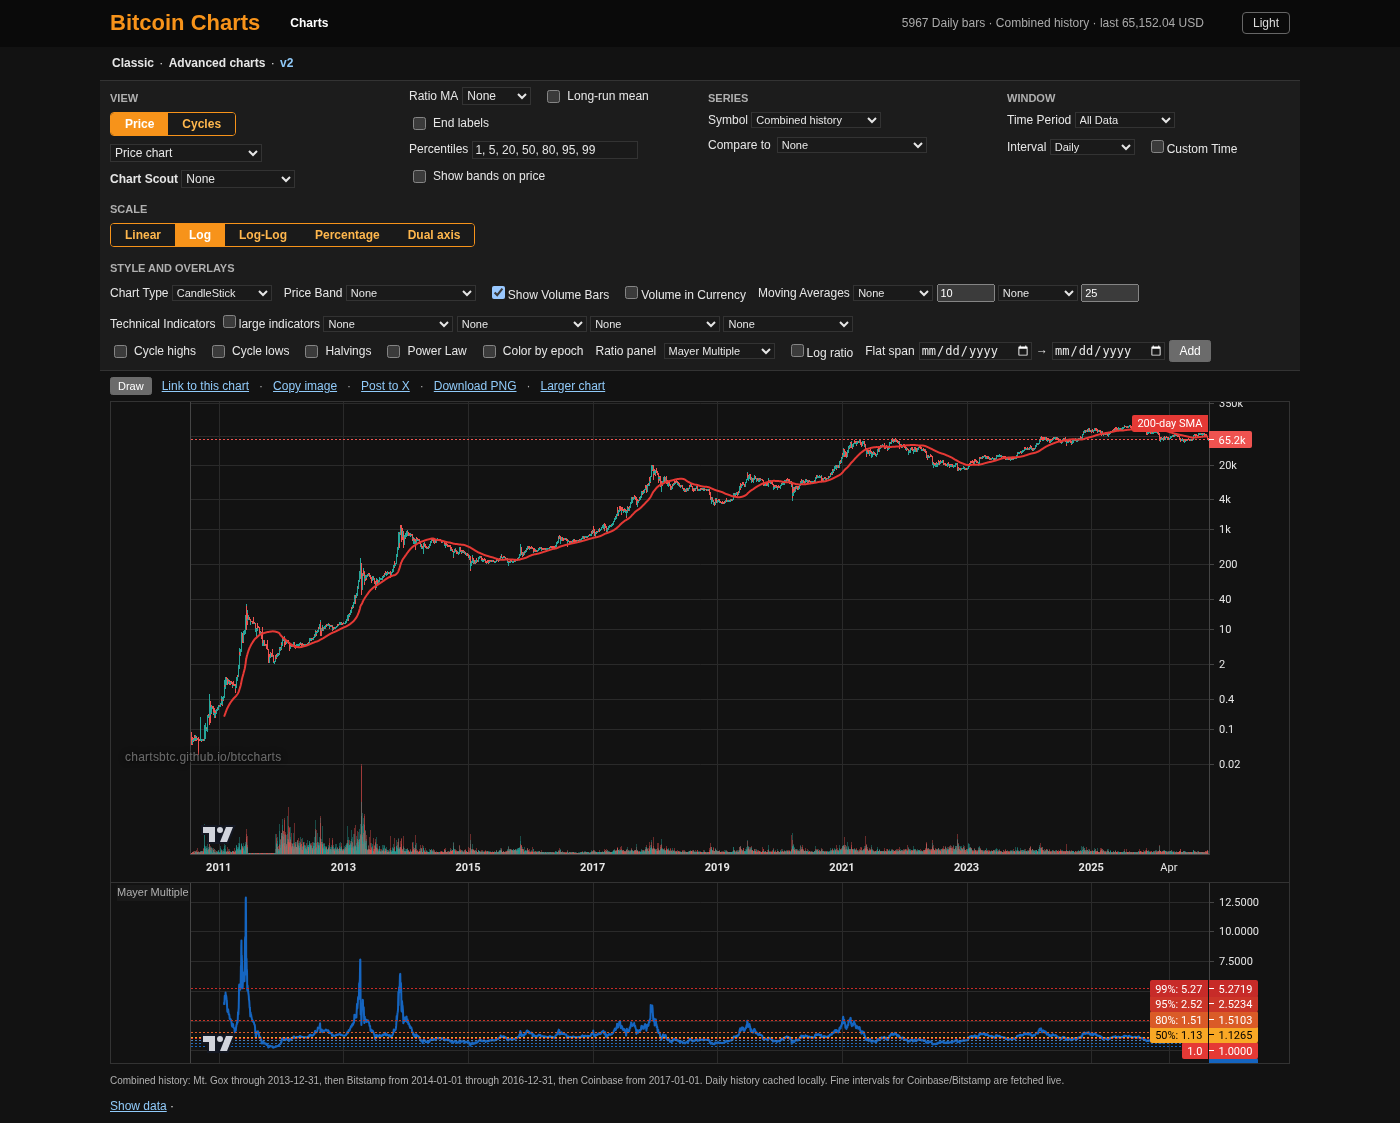 Bitcoin Charts Charts 5967 Daily bars · Combined history · last 65,152.04 USD Light
Classic · Advanced charts · v2
VIEW
Price Cycles
Price chart
Chart Scout None
Ratio MA None Long-run mean
End labels
Percentiles 1, 5, 20, 50, 80, 95, 99
Show bands on price
SERIES
Symbol Combined history
Compare to None
WINDOW
Time Period All Data
Interval Daily Custom Time
SCALE
Linear Log Log-Log Percentage Dual axis
STYLE AND OVERLAYS
Chart Type CandleStick Price Band None Show Volume Bars Volume in Currency Moving Averages None 10 None 25
Technical Indicators large indicators None None None None
Cycle highs Cycle lows Halvings Power Law Color by epoch Ratio panel Mayer Multiple Log ratio Flat span mm/dd/yyyy → mm/dd/yyyy Add
Draw Link to this chart · Copy image · Post to X · Download PNG · Larger chart
350k
200-day SMA
65.2k
20k
4k
1k
200
40
10
2
0.4
0.1
chartsbtc.github.io/btccharts
0.02
2011 2013 2015 2017 2019 2021 2023 2025 Apr
Mayer Multiple
12.5000
10.0000
7.5000
99%: 5.27 5.2719
95%: 2.52 2.5234
80%: 1.51 1.5103
50%: 1.13 1.1265
1.0 1.0000
Combined history: Mt. Gox through 2013-12-31, then Bitstamp from 2014-01-01 through 2016-12-31, then Coinbase from 2017-01-01. Daily history cached locally. Fine intervals for Coinbase/Bitstamp are fetched live.
Show data ·